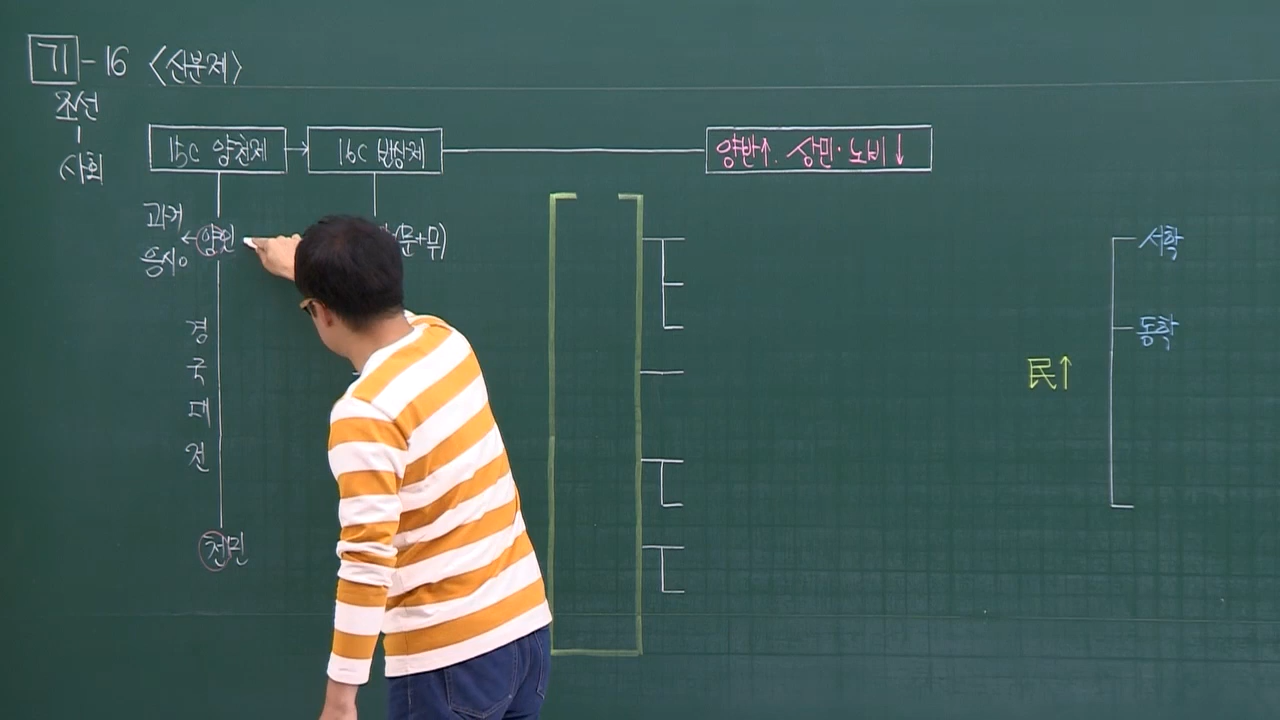 기-16 〈신분제〉
조선
사회
15C 양천제 → 16C 반상제
양반↑. 상민·노비↓
과거
응시○
← 양인
(문+무)
경
국
대
전
천민
서학
동학
民↑